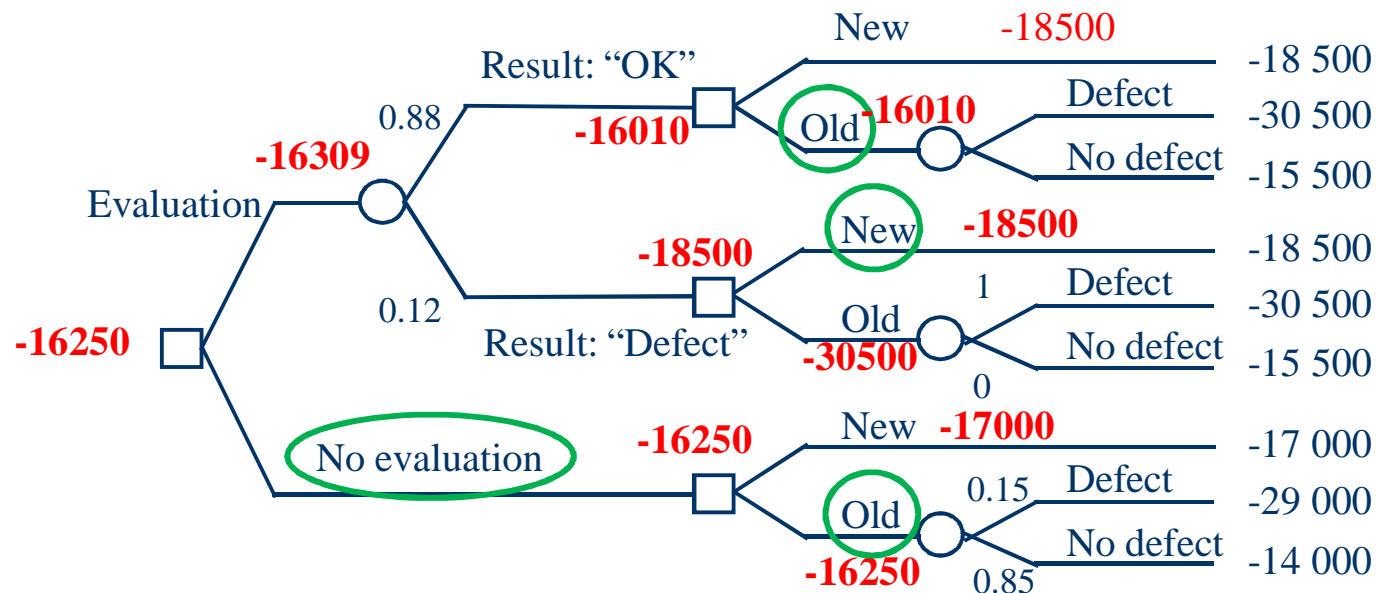 New -18500
-18 500
Result: “OK”
Defect
-30 500
0.88
Old -16010
-16010
No defect
-15 500
-16309
Evaluation
New -18500
-18 500
-18500
1
Defect
-30 500
0.12
Old
Result: “Defect”
-30500
No defect
-15 500
0
-16250
New -17000
-17 000
-16250
No evaluation
0.15
Defect
-29 000
Old
No defect
-14 000
-16250
0.85